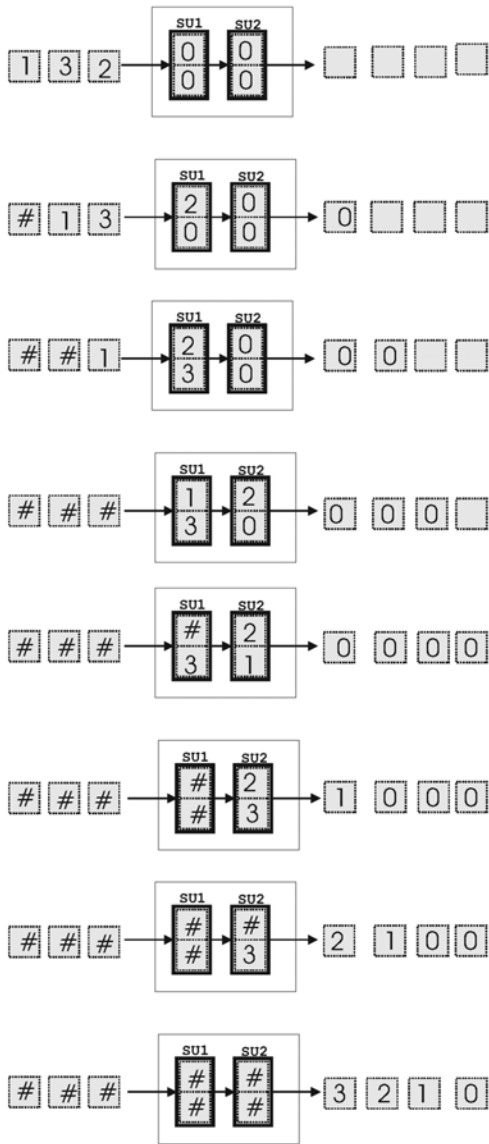 SU1 SU2
0 0
1 3 2
0 0
SU1 SU2
2 0
# 1 3 0
0 0
SU1 SU2
2 0
# # 1 0 0
3 0
SU1 SU2
1 2
# # # 0 0 0
3 0
SU1 SU2
# 2
# # # 0 0 0 0
3 1
SU1 SU2
# 2
# # # 1 0 0 0
# 3
SU1 SU2
# #
# # # 2 1 0 0
# 3
SU1 SU2
# #
# # # 3 2 1 0
# #